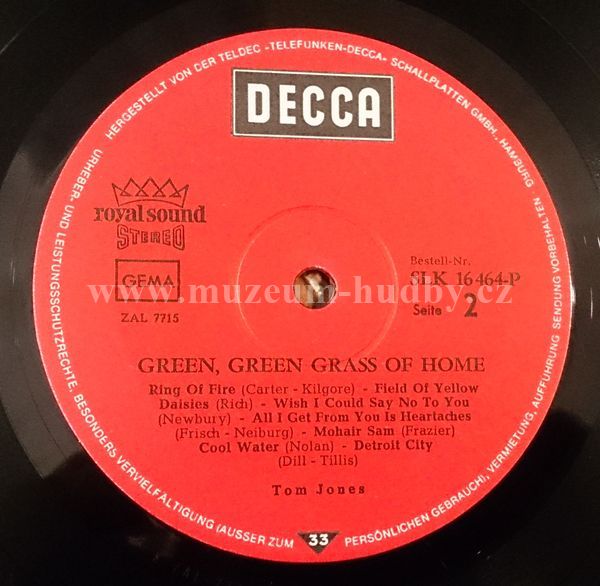 HERGESTELLT VON DER TELDEC »TELEFUNKEN-DECCA« SCHALLPLATTEN GMBH., HAMBURG
DECCA
royal sound
STEREO
GEMA
ZAL 7715
Bestell-Nr.
SLK 16 464-P
Seite 2
www.muzeum-hudby.cz
GREEN, GREEN GRASS OF HOME
Ring Of Fire (Carter - Kilgore) - Field Of Yellow
Daisies (Rich) - Wish I Could Say No To You
(Newbury) - All I Get From You Is Heartaches
(Frisch - Neiburg) - Mohair Sam (Frazier)
Cool Water (Nolan) - Detroit City
(Dill - Tillis)
Tom Jones
33
URHEBER- UND LEISTUNGSSCHUTZRECHTE, BESONDERS VERVIELFÄLTIGUNG (AUSSER ZUM PERSÖNLICHEN GEBRAUCH), VERMIETUNG, AUFFÜHRUNG, SENDUNG VORBEHALTEN